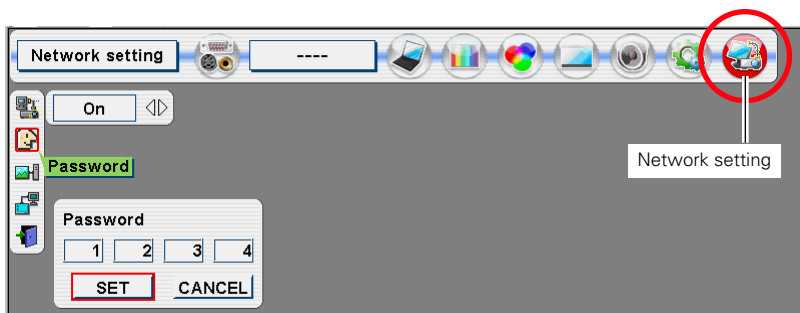 Network setting ----
On
Password
Network setting
Password
1 2 3 4
SET CANCEL